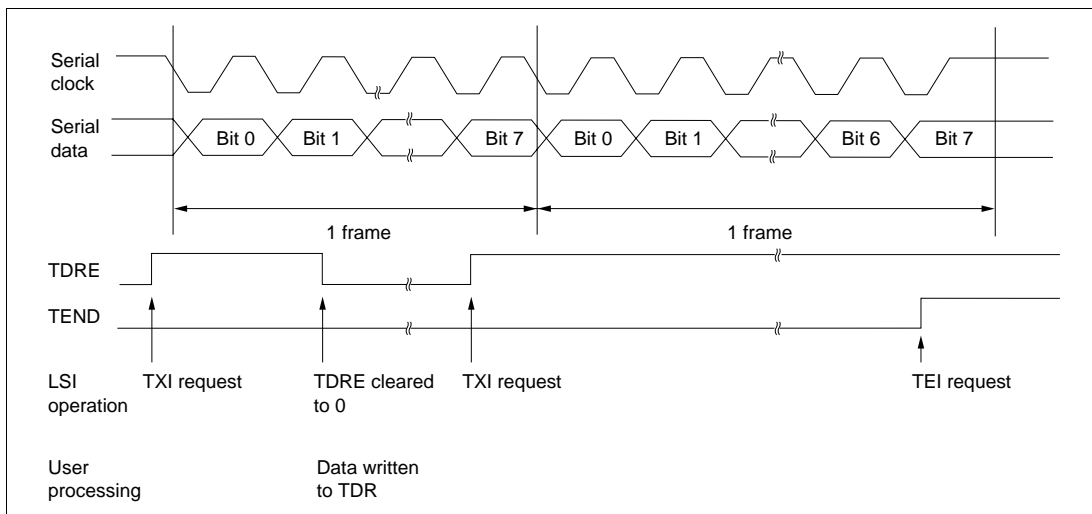 Serial
clock
Serial
data
Bit 0 Bit 1 Bit 7 Bit 0 Bit 1 Bit 6 Bit 7
1 frame 1 frame
TDRE
TEND
LSI
operation
TXI request
TDRE cleared
to 0
TXI request
TEI request
User
processing
Data written
to TDR